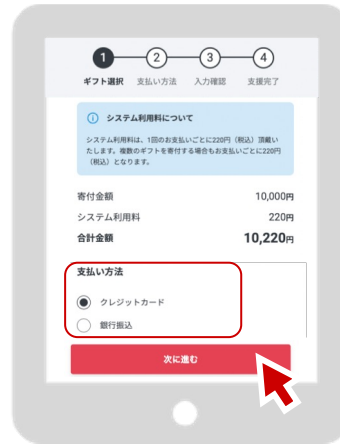 1 2 3 4
ギフト選択 支払い方法 入力確認 支援完了
システム利用料について
システム利用料は、1回のお支払いごとに220円（税込）頂戴い
たします。複数のギフトを寄付する場合もお支払いごとに220円
（税込）となります。
寄付金額 10,000円
システム利用料 220円
合計金額 10,220円
支払い方法
クレジットカード
銀行振込
次に進む